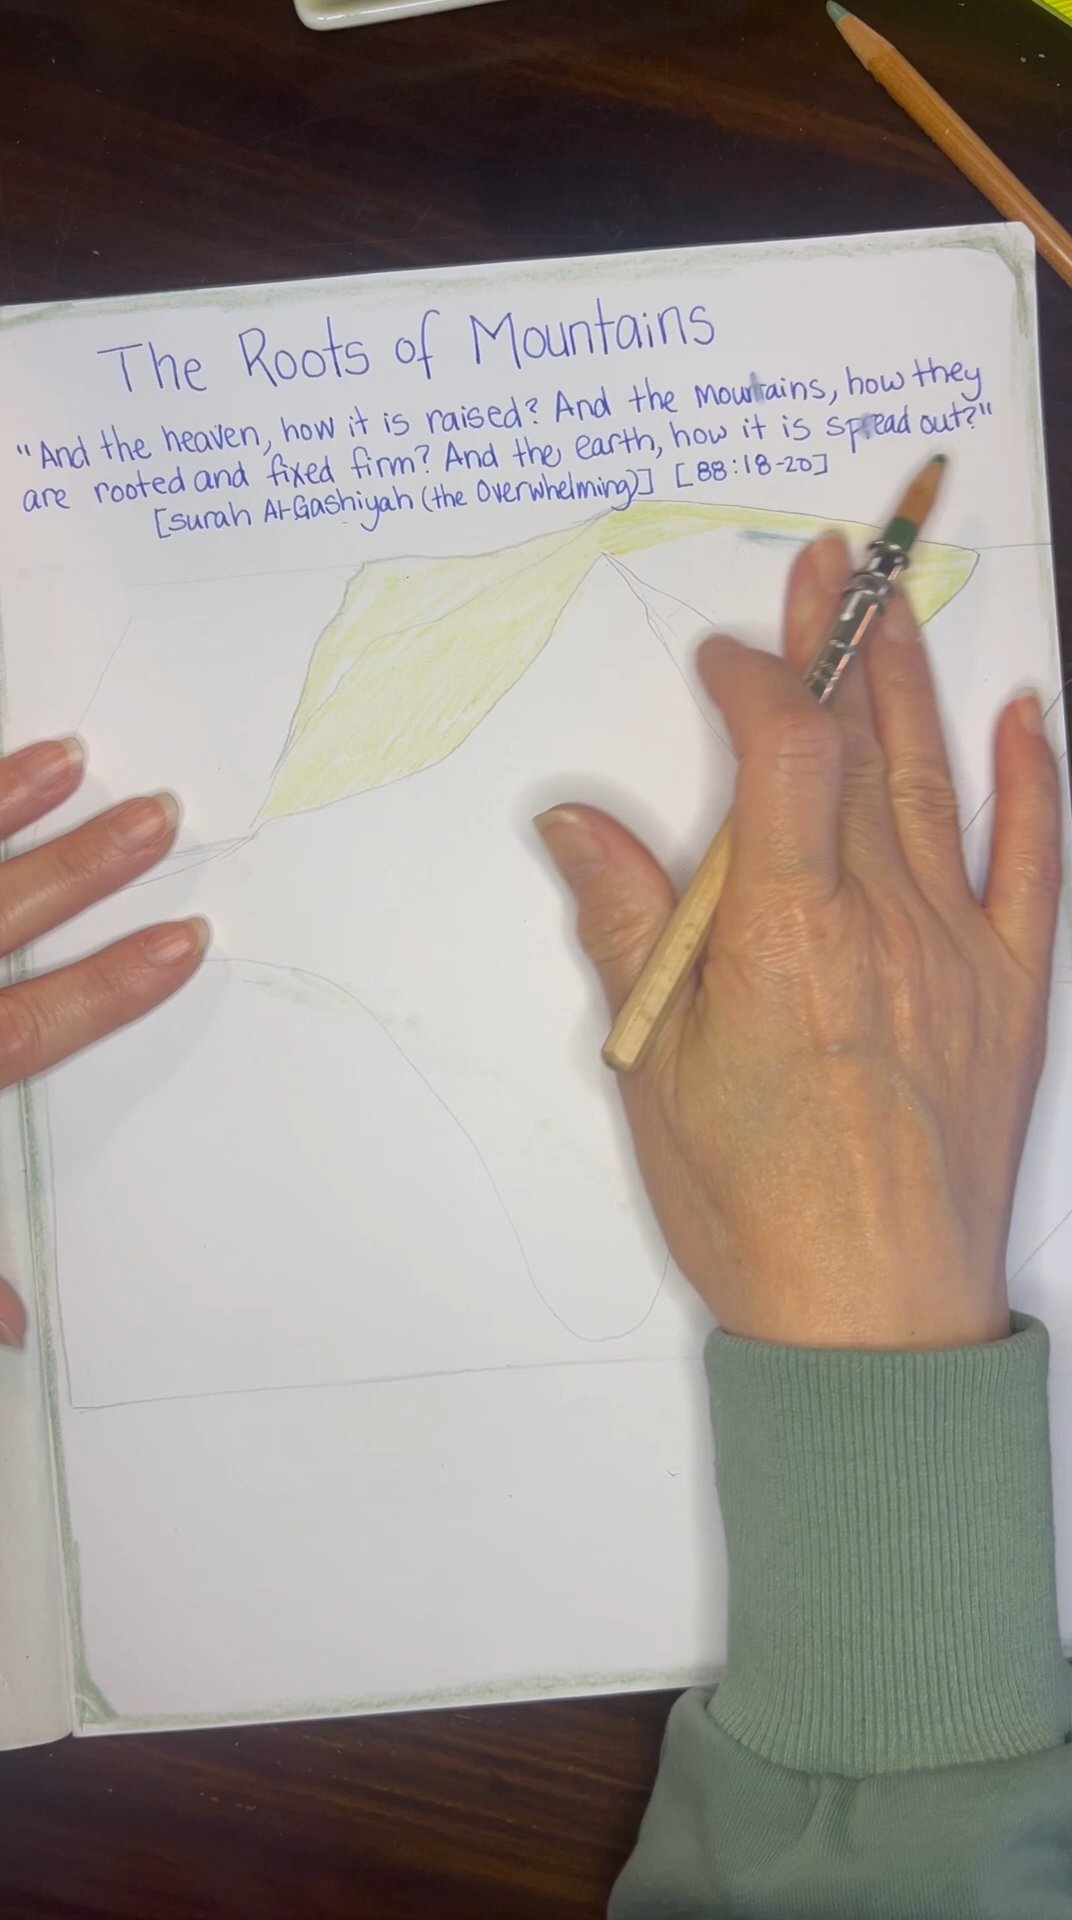 The Roots of Mountains
"And the heaven, how it is raised? And the mountains, how they
are rooted and fixed firm? And the earth, how it is spread out?"
[surah Al-Gashiyah (the Overwhelming)] [88:18-20]